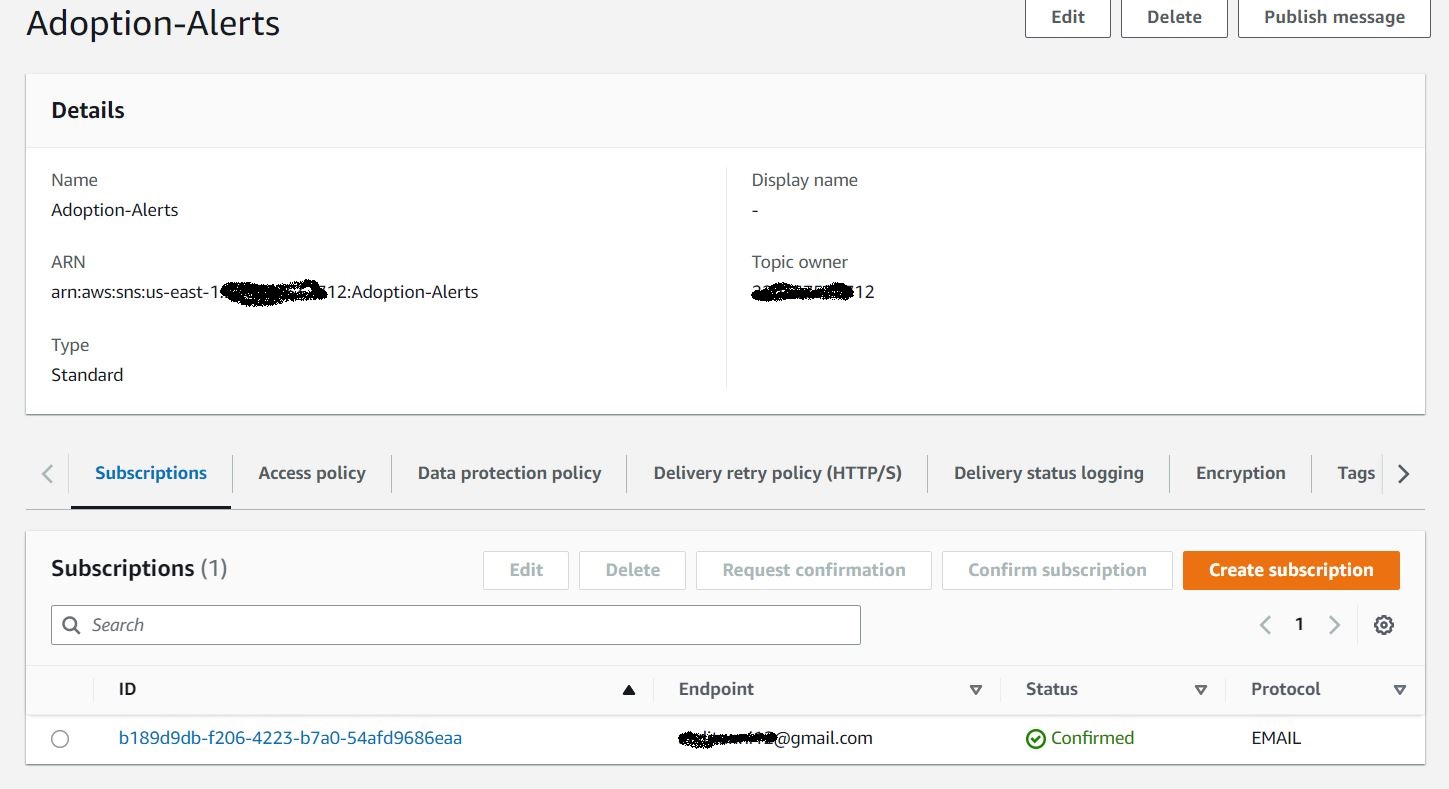 Adoption-Alerts
Edit Delete Publish message
Details
Name
Adoption-Alerts
Display name
-
ARN
arn:aws:sns:us-east-1: 12:Adoption-Alerts
Topic owner
12
Type
Standard
Subscriptions Access policy Data protection policy Delivery retry policy (HTTP/S) Delivery status logging Encryption Tags
Subscriptions (1)
Edit Delete Request confirmation Confirm subscription Create subscription
Search
1
ID Endpoint Status Protocol
b189d9db-f206-4223-b7a0-54afd9686eaa @gmail.com Confirmed EMAIL